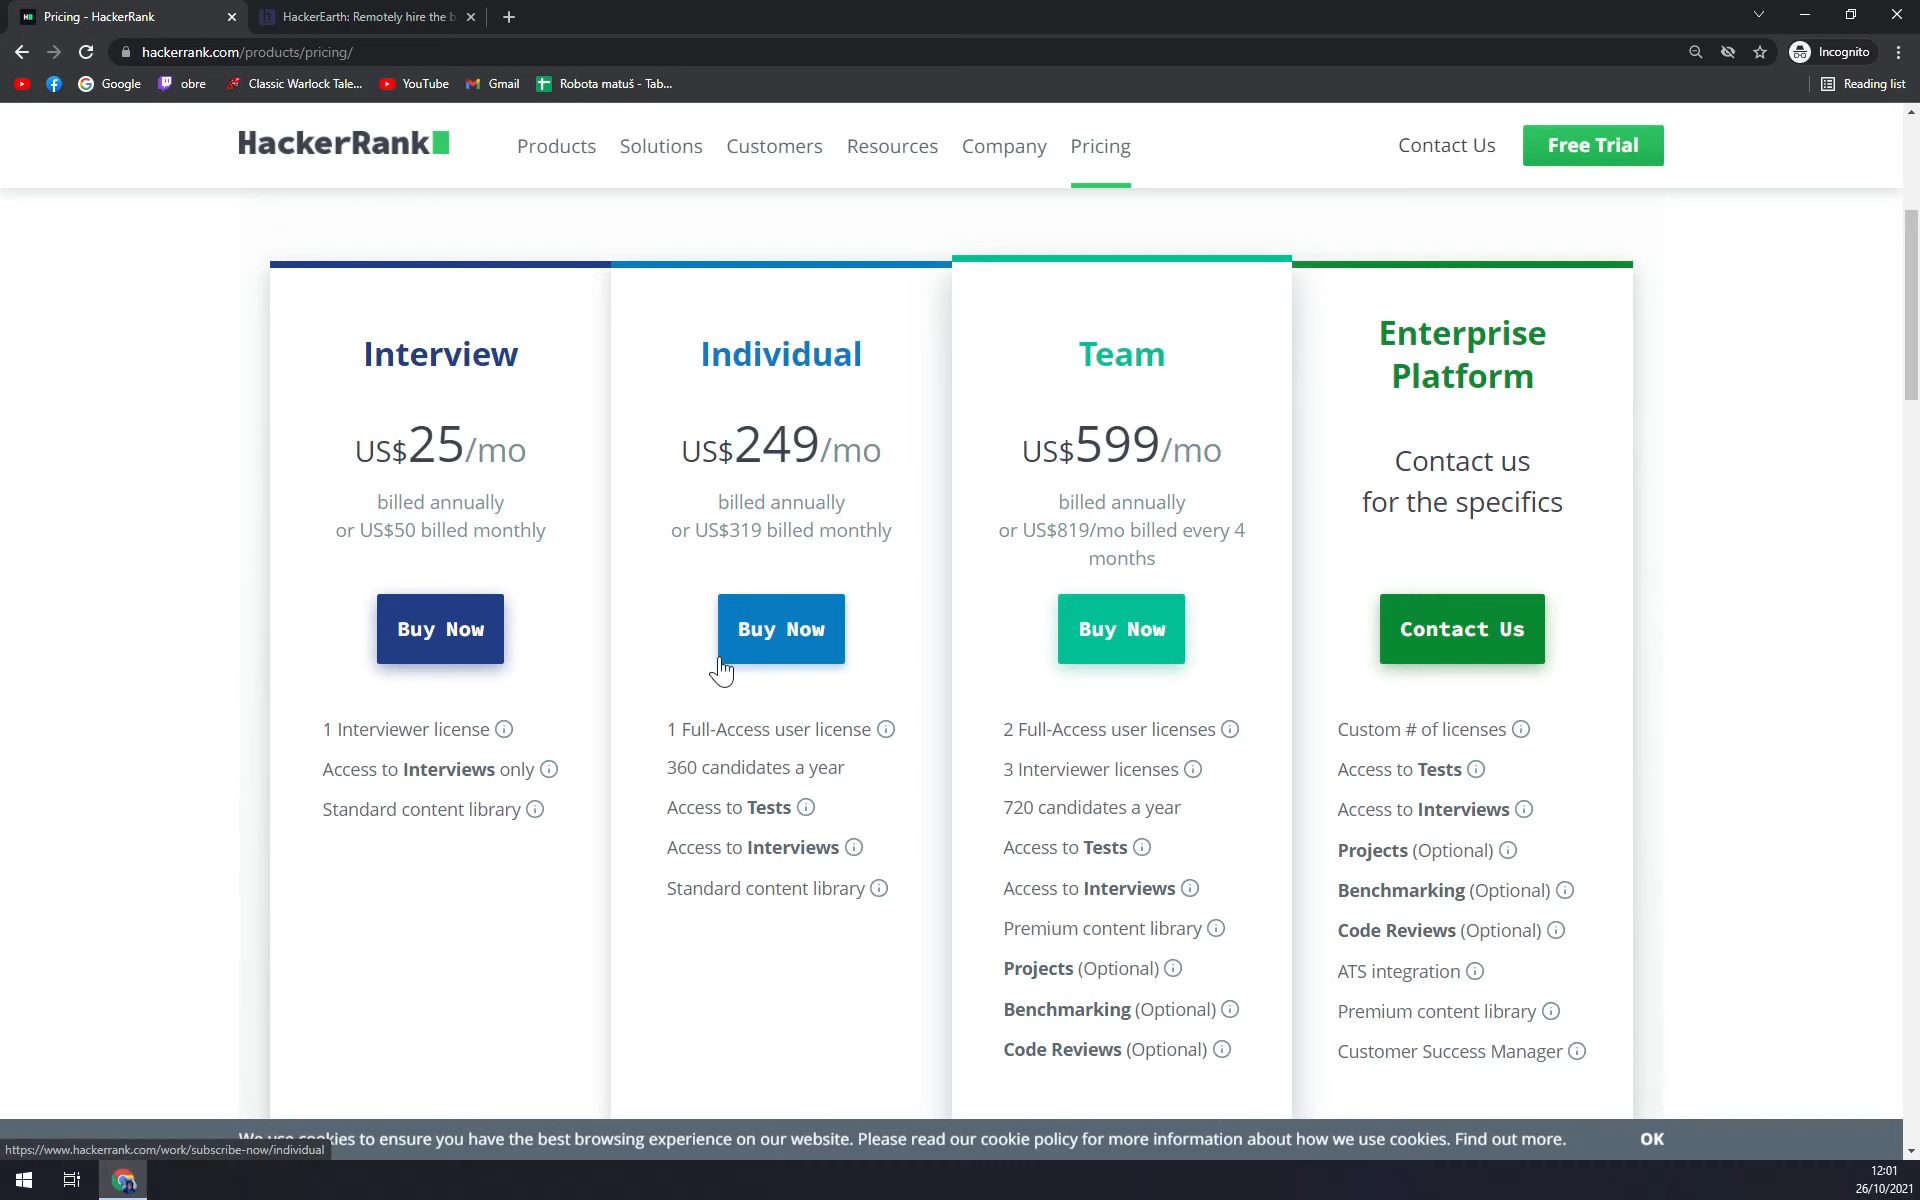 Pricing - HackerRank
HackerEarth: Remotely hire the b
hackerrank.com/products/pricing/
Incognito
Google
obre
Classic Warlock Tale...
YouTube
Gmail
Robota matuš - Tab...
Reading list
HackerRank
Products
Solutions
Customers
Resources
Company
Pricing
Contact Us
Free Trial
Interview
US$25/mo
billed annually
or US$50 billed monthly
Buy Now
1 Interviewer license
Access to Interviews only
Standard content library
Individual
US$249/mo
billed annually
or US$319 billed monthly
Buy Now
1 Full-Access user license
360 candidates a year
Access to Tests
Access to Interviews
Standard content library
Team
US$599/mo
billed annually
or US$819/mo billed every 4
months
Buy Now
2 Full-Access user licenses
3 Interviewer licenses
720 candidates a year
Access to Tests
Access to Interviews
Premium content library
Projects (Optional)
Benchmarking (Optional)
Code Reviews (Optional)
Enterprise
Platform
Contact us
for the specifics
Contact Us
Custom # of licenses
Access to Tests
Access to Interviews
Projects (Optional)
Benchmarking (Optional)
Code Reviews (Optional)
ATS integration
Premium content library
Customer Success Manager
We use cookies to ensure you have the best browsing experience on our website. Please read our cookie policy for more information about how we use cookies. Find out more.
OK
https://www.hackerrank.com/work/subscribe-now/individual
12:01
26/10/2021